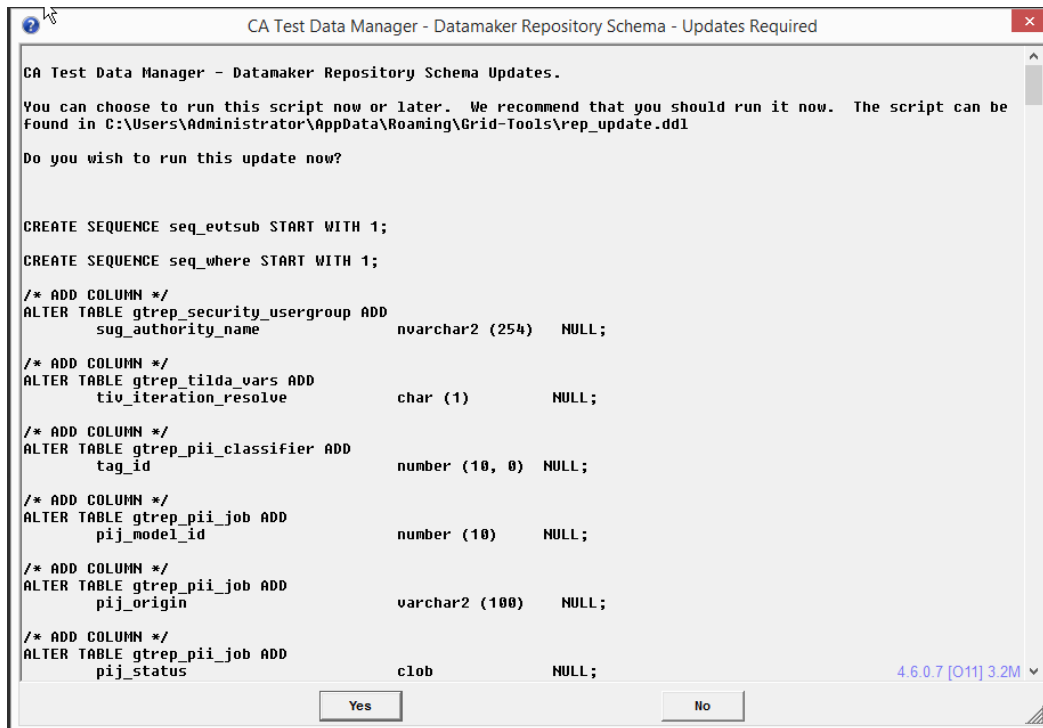 CA Test Data Manager - Datamaker Repository Schema - Updates Required
CA Test Data Manager - Datamaker Repository Schema Updates.
You can choose to run this script now or later. We recommend that you should run it now. The script can be
found in C:\Users\Administrator\AppData\Roaming\Grid-Tools\rep_update.ddl
Do you wish to run this update now?
CREATE SEQUENCE seq_evtsub START WITH 1;
CREATE SEQUENCE seq_where START WITH 1;
/* ADD COLUMN */
ALTER TABLE gtrep_security_usergroup ADD
sug_authority_name nvarchar2 (254) NULL;
/* ADD COLUMN */
ALTER TABLE gtrep_tilda_vars ADD
tiv_iteration_resolve char (1) NULL;
/* ADD COLUMN */
ALTER TABLE gtrep_pii_classifier ADD
tag_id number (10, 0) NULL;
/* ADD COLUMN */
ALTER TABLE gtrep_pii_job ADD
pij_model_id number (10) NULL;
/* ADD COLUMN */
ALTER TABLE gtrep_pii_job ADD
pij_origin varchar2 (100) NULL;
/* ADD COLUMN */
ALTER TABLE gtrep_pii_job ADD
pij_status clob NULL;
4.6.0.7 [O11] 3.2M
Yes No